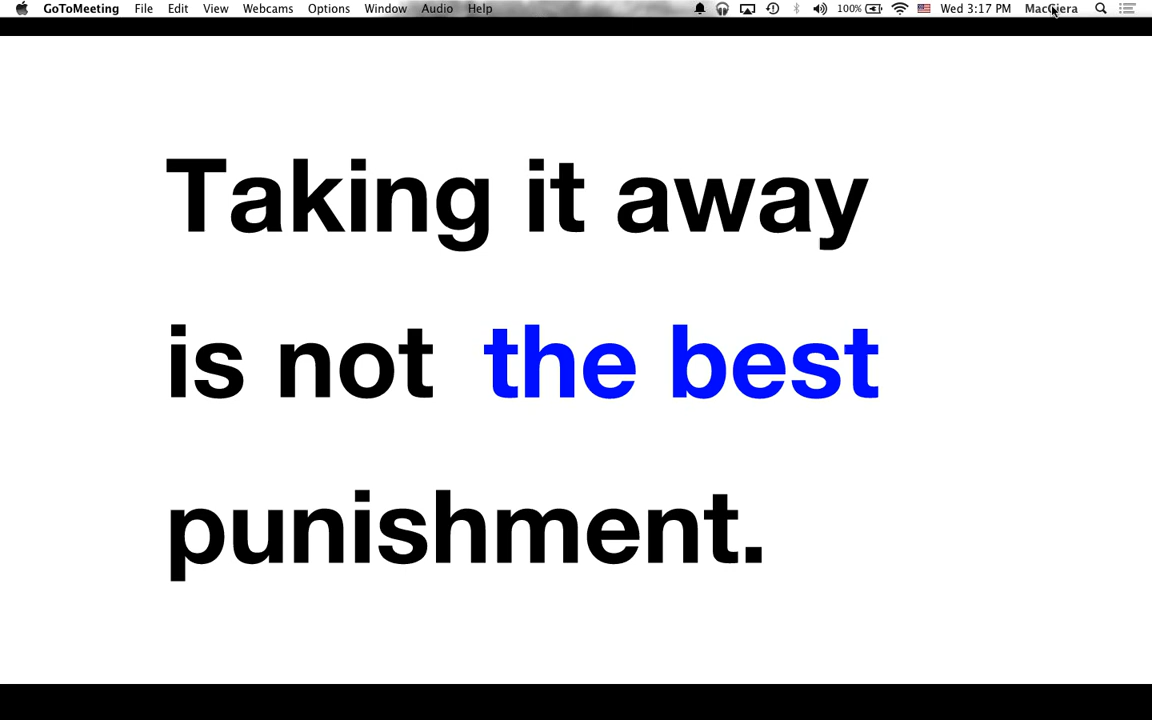 GoToMeeting File Edit View Webcams Options Window Audio Help 100% Wed 3:17 PM
Taking it away
is not the best
punishment.